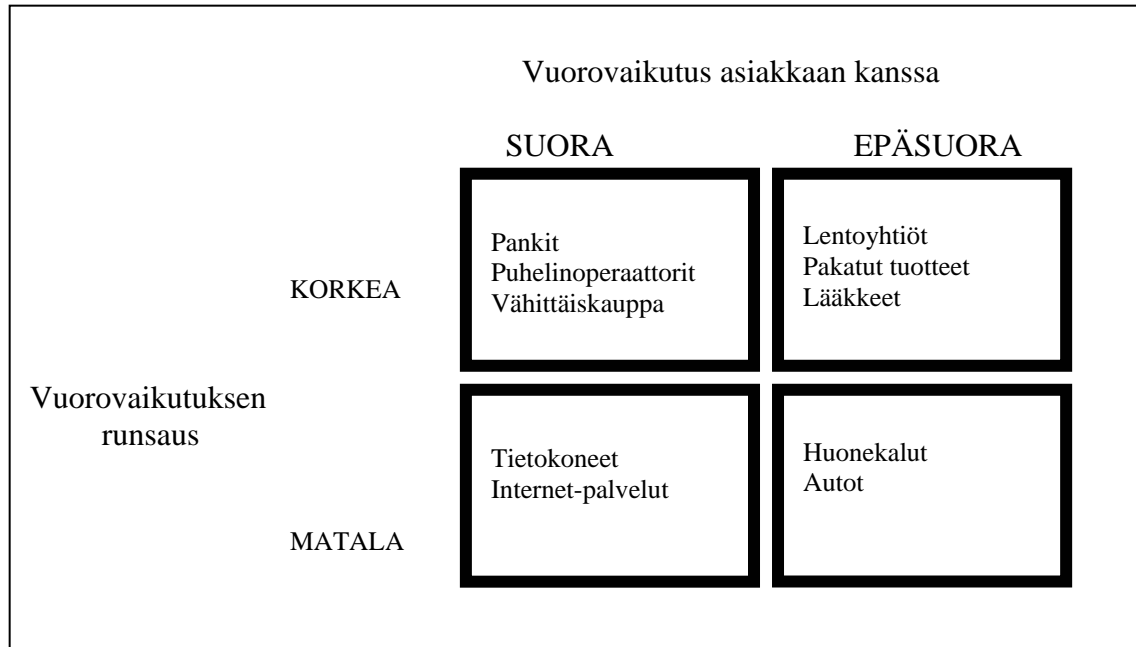 Vuorovaikutus asiakkaan kanssa
SUORA
EPÄSUORA
KORKEA
Pankit
Puhelinoperaattorit
Vähittäiskauppa
Lentoyhtiöt
Pakatut tuotteet
Lääkkeet
Vuorovaikutuksen
runsaus
MATALA
Tietokoneet
Internet-palvelut
Huonekalut
Autot